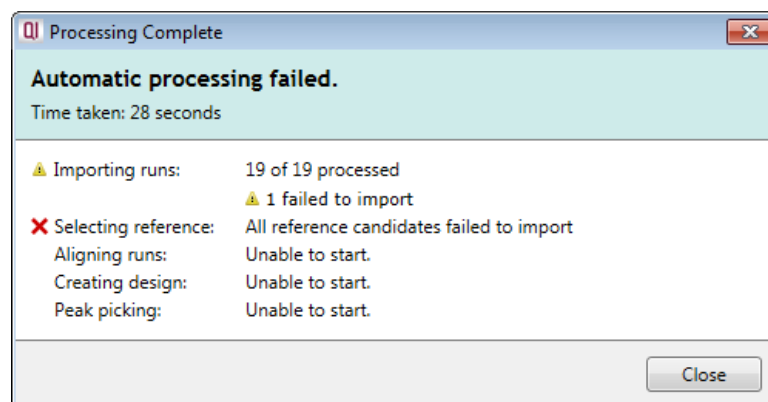 QI Processing Complete
Automatic processing failed.
Time taken: 28 seconds
Importing runs: 19 of 19 processed
1 failed to import
Selecting reference: All reference candidates failed to import
Aligning runs: Unable to start.
Creating design: Unable to start.
Peak picking: Unable to start.
Close